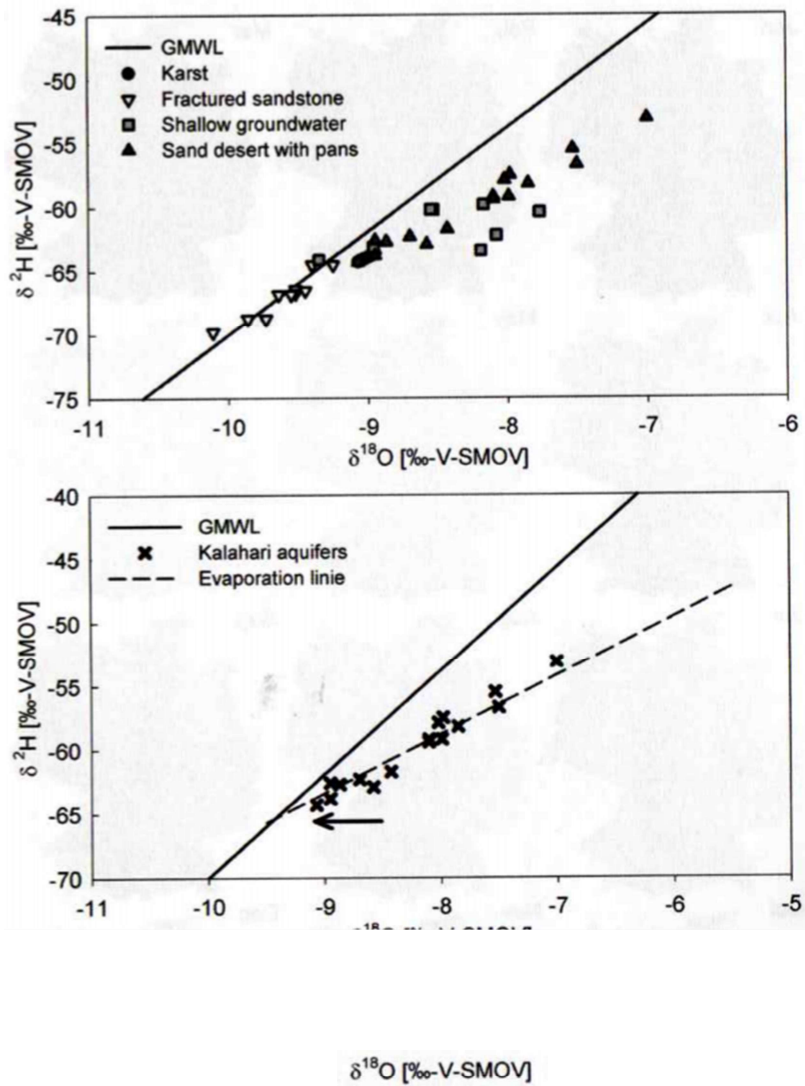 -45
-50
-55
-60
-65
-70
-75
δ ²H [‰-V-SMOV]
GMWL
Karst
Fractured sandstone
Shallow groundwater
Sand desert with pans
-11 -10 -9 -8 -7 -6
δ¹⁸O [‰-V-SMOV]
-40
-45
-50
-55
-60
-65
-70
δ ²H [‰-V-SMOV]
GMWL
Kalahari aquifers
Evaporation linie
-11 -10 -9 -8 -7 -6 -5
δ¹⁸O [‰-V-SMOV]
δ¹⁸O [‰-V-SMOV]